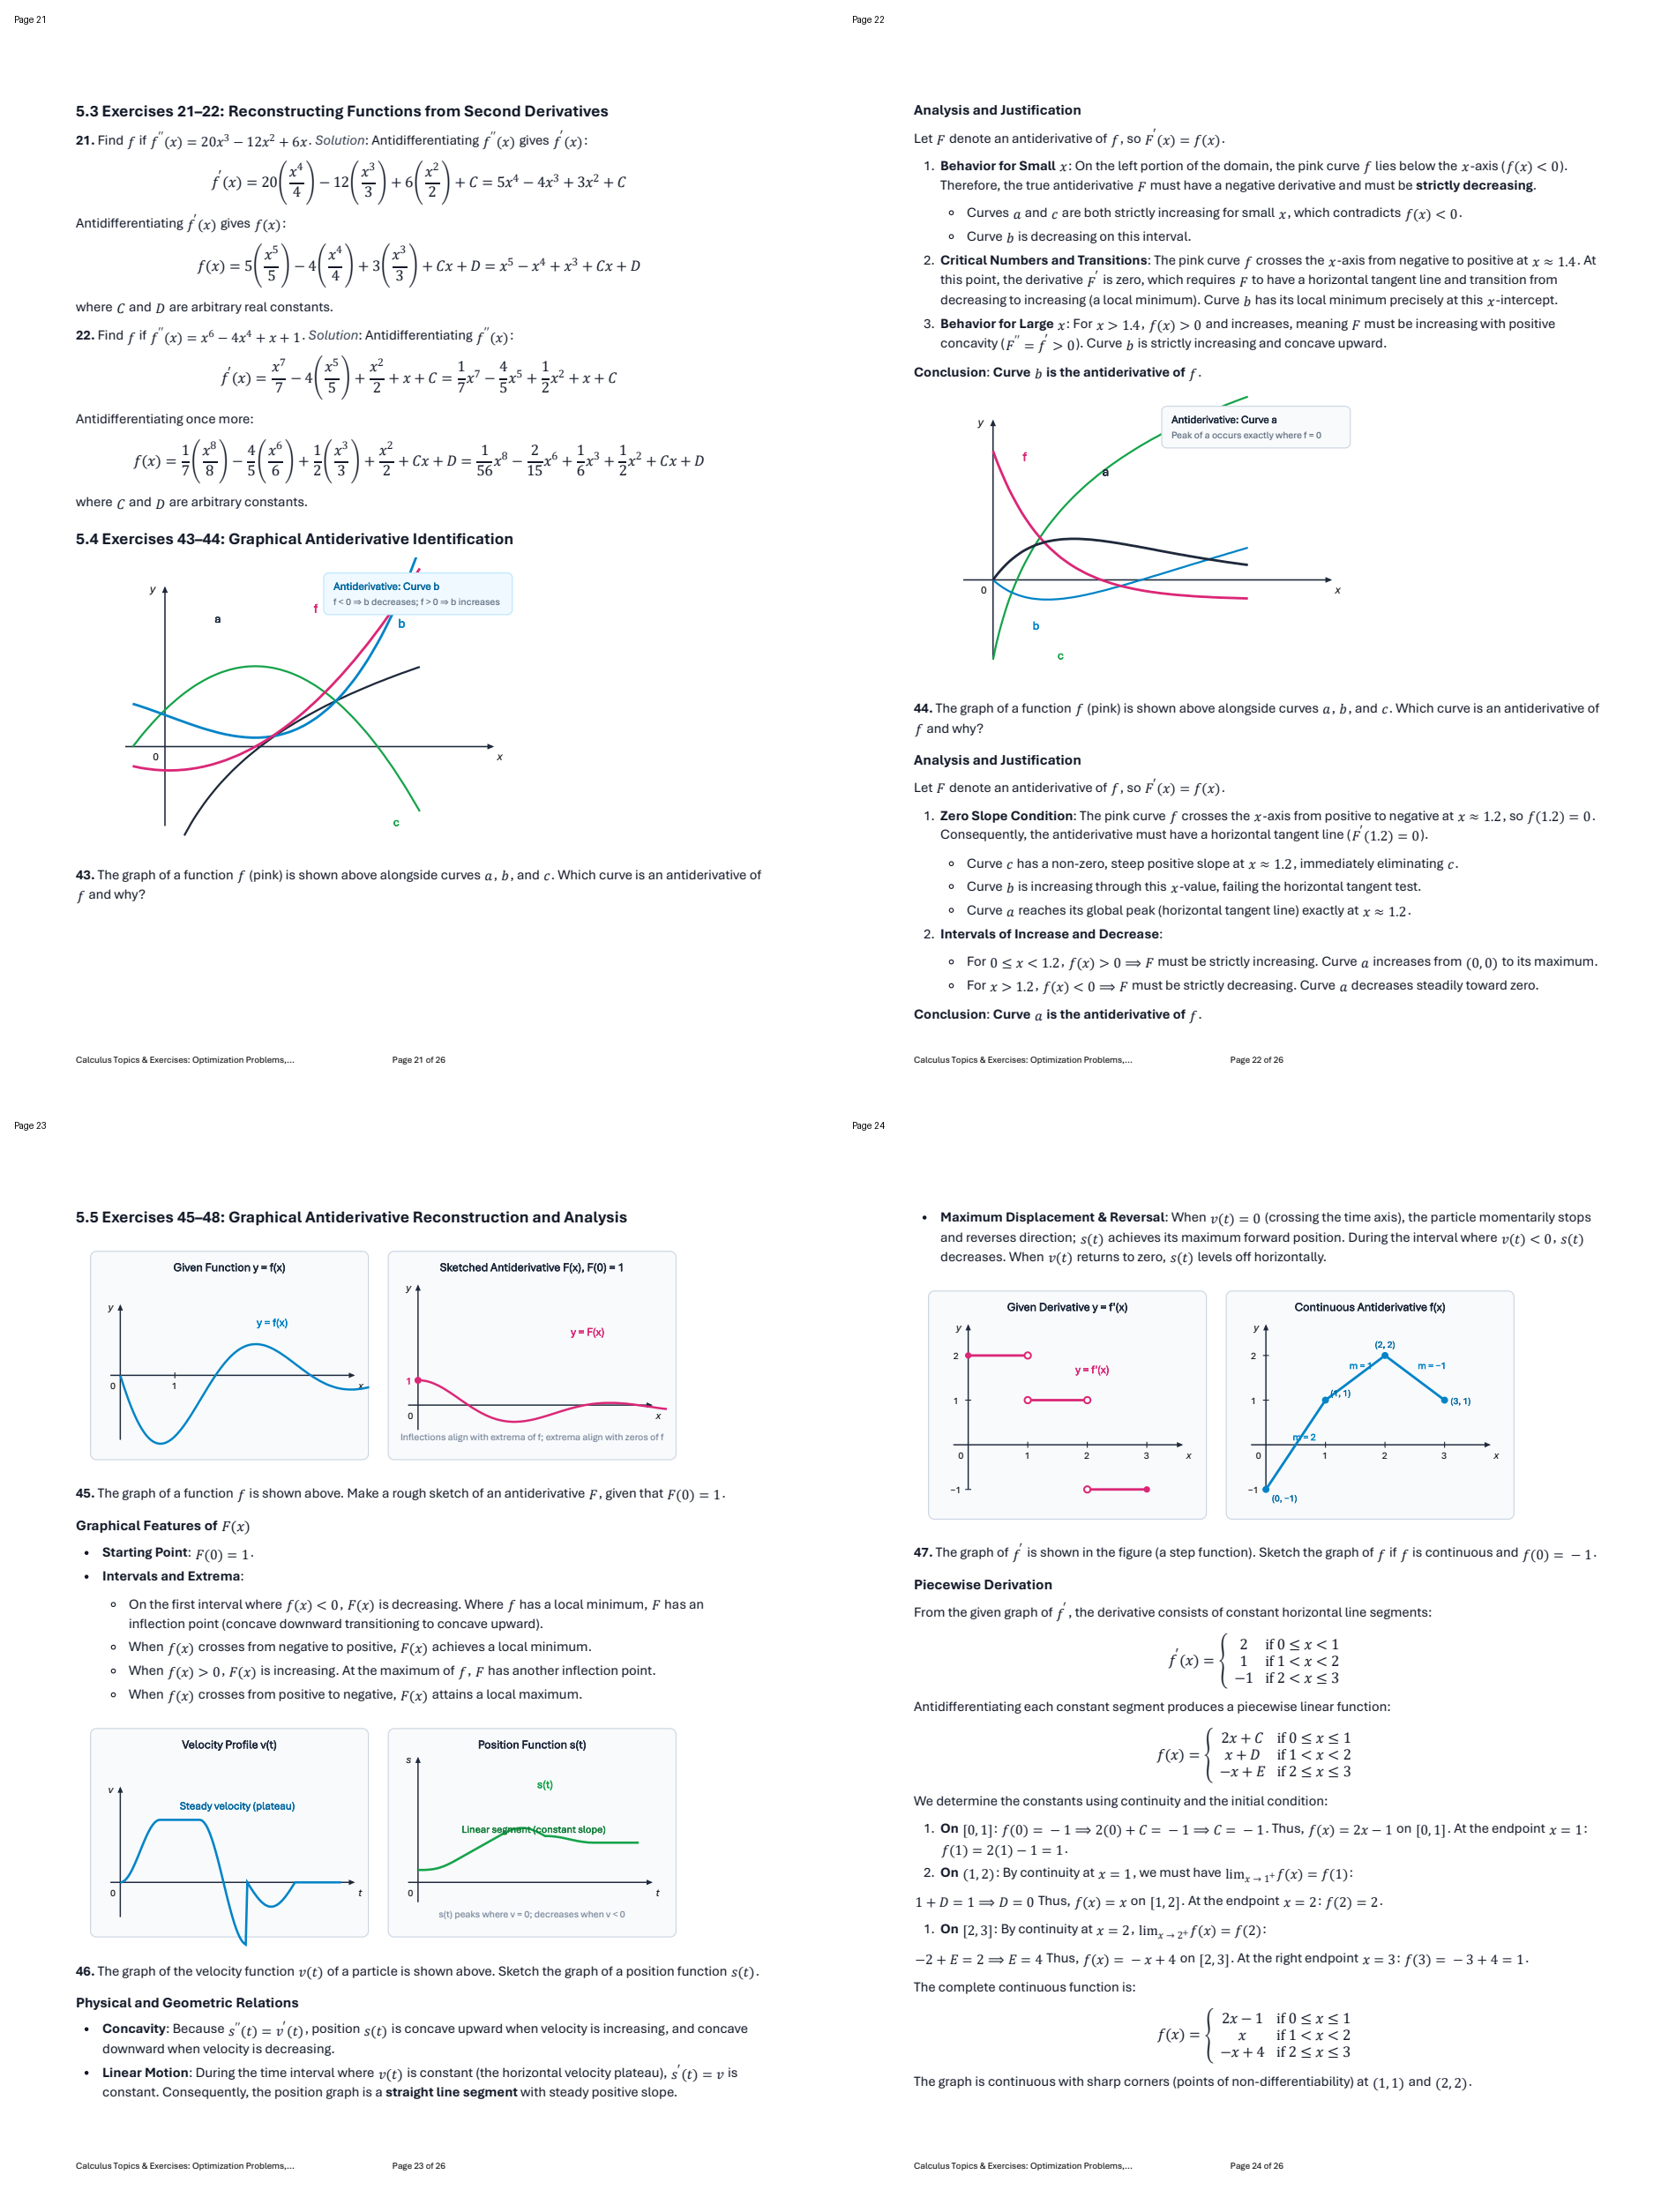 Page 21
5.3 Exercises 21–22: Reconstructing Functions from Second Derivatives
21. Find f if f″(x) = 20x³ − 12x² + 6x. Solution: Antidifferentiating f″(x) gives f′(x):
f′(x) = 20(x⁴/4) − 12(x³/3) + 6(x²/2) + C = 5x⁴ − 4x³ + 3x² + C
Antidifferentiating f′(x) gives f(x):
f(x) = 5(x⁵/5) − 4(x⁴/4) + 3(x³/3) + Cx + D = x⁵ − x⁴ + x³ + Cx + D
where C and D are arbitrary real constants.
22. Find f if f″(x) = x⁶ − 4x⁴ + x + 1. Solution: Antidifferentiating f″(x):
f′(x) = x⁷/7 − 4(x⁵/5) + x²/2 + x + C = 1/7 x⁷ − 4/5 x⁵ + 1/2 x² + x + C
Antidifferentiating once more:
f(x) = 1/7(x⁸/8) − 4/5(x⁶/6) + 1/2(x³/3) + x²/2 + Cx + D = 1/56 x⁸ − 2/15 x⁶ + 1/6 x³ + 1/2 x² + Cx + D
where C and D are arbitrary constants.
5.4 Exercises 43–44: Graphical Antiderivative Identification
Antiderivative: Curve b
f < 0 ⇒ b decreases; f > 0 ⇒ b increases
y
a
f
b
0
x
c
43. The graph of a function f (pink) is shown above alongside curves a, b, and c. Which curve is an antiderivative of
f and why?
Calculus Topics & Exercises: Optimization Problems,...
Page 21 of 26
Page 22
Analysis and Justification
Let F denote an antiderivative of f, so F′(x) = f(x).
1. Behavior for Small x: On the left portion of the domain, the pink curve f lies below the x-axis (f(x) < 0).
Therefore, the true antiderivative F must have a negative derivative and must be strictly decreasing.
◦ Curves a and c are both strictly increasing for small x, which contradicts f(x) < 0.
◦ Curve b is decreasing on this interval.
2. Critical Numbers and Transitions: The pink curve f crosses the x-axis from negative to positive at x ≈ 1.4. At
this point, the derivative F′ is zero, which requires F to have a horizontal tangent line and transition from
decreasing to increasing (a local minimum). Curve b has its local minimum precisely at this x-intercept.
3. Behavior for Large x: For x > 1.4, f(x) > 0 and increases, meaning F must be increasing with positive
concavity (F″ = f′ > 0). Curve b is strictly increasing and concave upward.
Conclusion: Curve b is the antiderivative of f.
Antiderivative: Curve a
Peak of a occurs exactly where f = 0
y
f
a
0
x
b
c
44. The graph of a function f (pink) is shown above alongside curves a, b, and c. Which curve is an antiderivative of
f and why?
Analysis and Justification
Let F denote an antiderivative of f, so F′(x) = f(x).
1. Zero Slope Condition: The pink curve f crosses the x-axis from positive to negative at x ≈ 1.2, so f(1.2) = 0.
Consequently, the antiderivative must have a horizontal tangent line (F′(1.2) = 0).
◦ Curve c has a non-zero, steep positive slope at x ≈ 1.2, immediately eliminating c.
◦ Curve b is increasing through this x-value, failing the horizontal tangent test.
◦ Curve a reaches its global peak (horizontal tangent line) exactly at x ≈ 1.2.
2. Intervals of Increase and Decrease:
◦ For 0 ≤ x < 1.2, f(x) > 0 ⟹ F must be strictly increasing. Curve a increases from (0, 0) to its maximum.
◦ For x > 1.2, f(x) < 0 ⟹ F must be strictly decreasing. Curve a decreases steadily toward zero.
Conclusion: Curve a is the antiderivative of f.
Calculus Topics & Exercises: Optimization Problems,...
Page 22 of 26
Page 23
5.5 Exercises 45–48: Graphical Antiderivative Reconstruction and Analysis
Given Function y = f(x)
y
y = f(x)
0
1
x
Sketched Antiderivative F(x), F(0) = 1
y
y = F(x)
1
0
x
Inflections align with extrema of f; extrema align with zeros of f
45. The graph of a function f is shown above. Make a rough sketch of an antiderivative F, given that F(0) = 1.
Graphical Features of F(x)
• Starting Point: F(0) = 1.
• Intervals and Extrema:
◦ On the first interval where f(x) < 0, F(x) is decreasing. Where f has a local minimum, F has an
inflection point (concave downward transitioning to concave upward).
◦ When f(x) crosses from negative to positive, F(x) achieves a local minimum.
◦ When f(x) > 0, F(x) is increasing. At the maximum of f, F has another inflection point.
◦ When f(x) crosses from positive to negative, F(x) attains a local maximum.
Velocity Profile v(t)
v
Steady velocity (plateau)
0
t
Position Function s(t)
s
s(t)
Linear segment (constant slope)
0
t
s(t) peaks where v = 0; decreases when v < 0
46. The graph of the velocity function v(t) of a particle is shown above. Sketch the graph of a position function s(t).
Physical and Geometric Relations
• Concavity: Because s″(t) = v′(t), position s(t) is concave upward when velocity is increasing, and concave
downward when velocity is decreasing.
• Linear Motion: During the time interval where v(t) is constant (the horizontal velocity plateau), s′(t) = v is
constant. Consequently, the position graph is a straight line segment with steady positive slope.
Calculus Topics & Exercises: Optimization Problems,...
Page 23 of 26
Page 24
• Maximum Displacement & Reversal: When v(t) = 0 (crossing the time axis), the particle momentarily stops
and reverses direction; s(t) achieves its maximum forward position. During the interval where v(t) < 0, s(t)
decreases. When v(t) returns to zero, s(t) levels off horizontally.
Given Derivative y = f'(x)
y
2
y = f'(x)
1
0
1
2
3
x
−1
Continuous Antiderivative f(x)
y
(2, 2)
2
m = 1
m = −1
(1, 1)
1
(3, 1)
m = 2
0
1
2
3
x
−1
(0, −1)
47. The graph of f′ is shown in the figure (a step function). Sketch the graph of f if f is continuous and f(0) = − 1.
Piecewise Derivation
From the given graph of f′, the derivative consists of constant horizontal line segments:
f′(x) = { 2 if 0 ≤ x < 1
1 if 1 < x < 2
−1 if 2 < x ≤ 3
Antidifferentiating each constant segment produces a piecewise linear function:
f(x) = { 2x + C if 0 ≤ x ≤ 1
x + D if 1 < x < 2
−x + E if 2 ≤ x ≤ 3
We determine the constants using continuity and the initial condition:
1. On [0, 1]: f(0) = − 1 ⟹ 2(0) + C = − 1 ⟹ C = − 1. Thus, f(x) = 2x − 1 on [0, 1]. At the endpoint x = 1:
f(1) = 2(1) − 1 = 1.
2. On (1, 2): By continuity at x = 1, we must have lim x→1⁺ f(x) = f(1):
1 + D = 1 ⟹ D = 0 Thus, f(x) = x on [1, 2]. At the endpoint x = 2: f(2) = 2.
1. On [2, 3]: By continuity at x = 2, lim x→2⁺ f(x) = f(2):
−2 + E = 2 ⟹ E = 4 Thus, f(x) = − x + 4 on [2, 3]. At the right endpoint x = 3: f(3) = − 3 + 4 = 1.
The complete continuous function is:
f(x) = { 2x − 1 if 0 ≤ x ≤ 1
x if 1 < x < 2
−x + 4 if 2 ≤ x ≤ 3
The graph is continuous with sharp corners (points of non-differentiability) at (1, 1) and (2, 2).
Calculus Topics & Exercises: Optimization Problems,...
Page 24 of 26